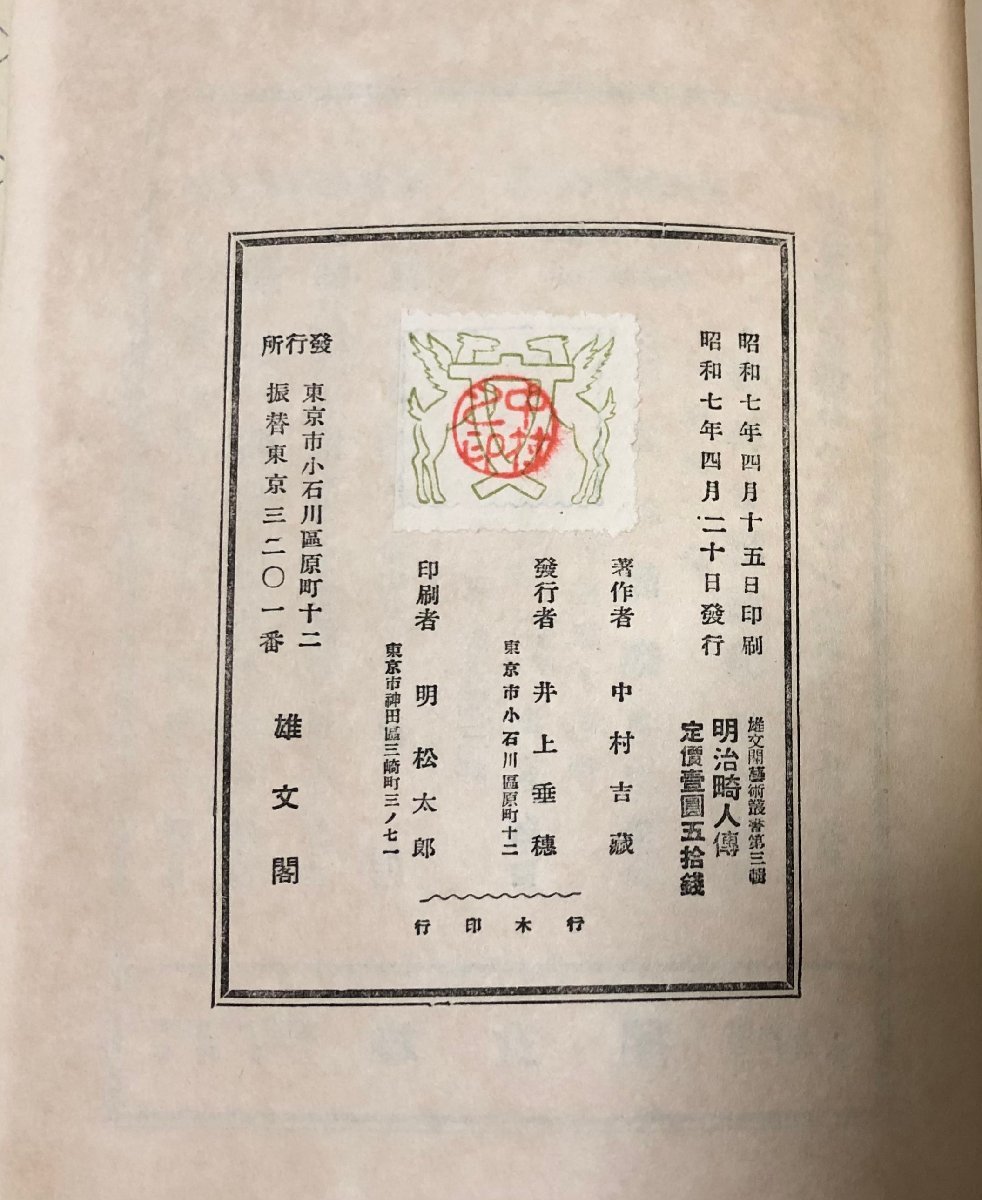 昭和七年四月十五日印刷
昭和七年四月二十日發行
雄文閣藝術叢書第三輯
明治畸人傳
定價壹圓五拾錢
中村之印
著作者 中村吉藏
發行者 井上垂穗
東京市小石川區原町十二
印刷者 明松太郎
東京市神田區三崎町三ノ七一
行木印行
發行所
東京市小石川區原町十二
振替東京三二〇一番
雄文閣